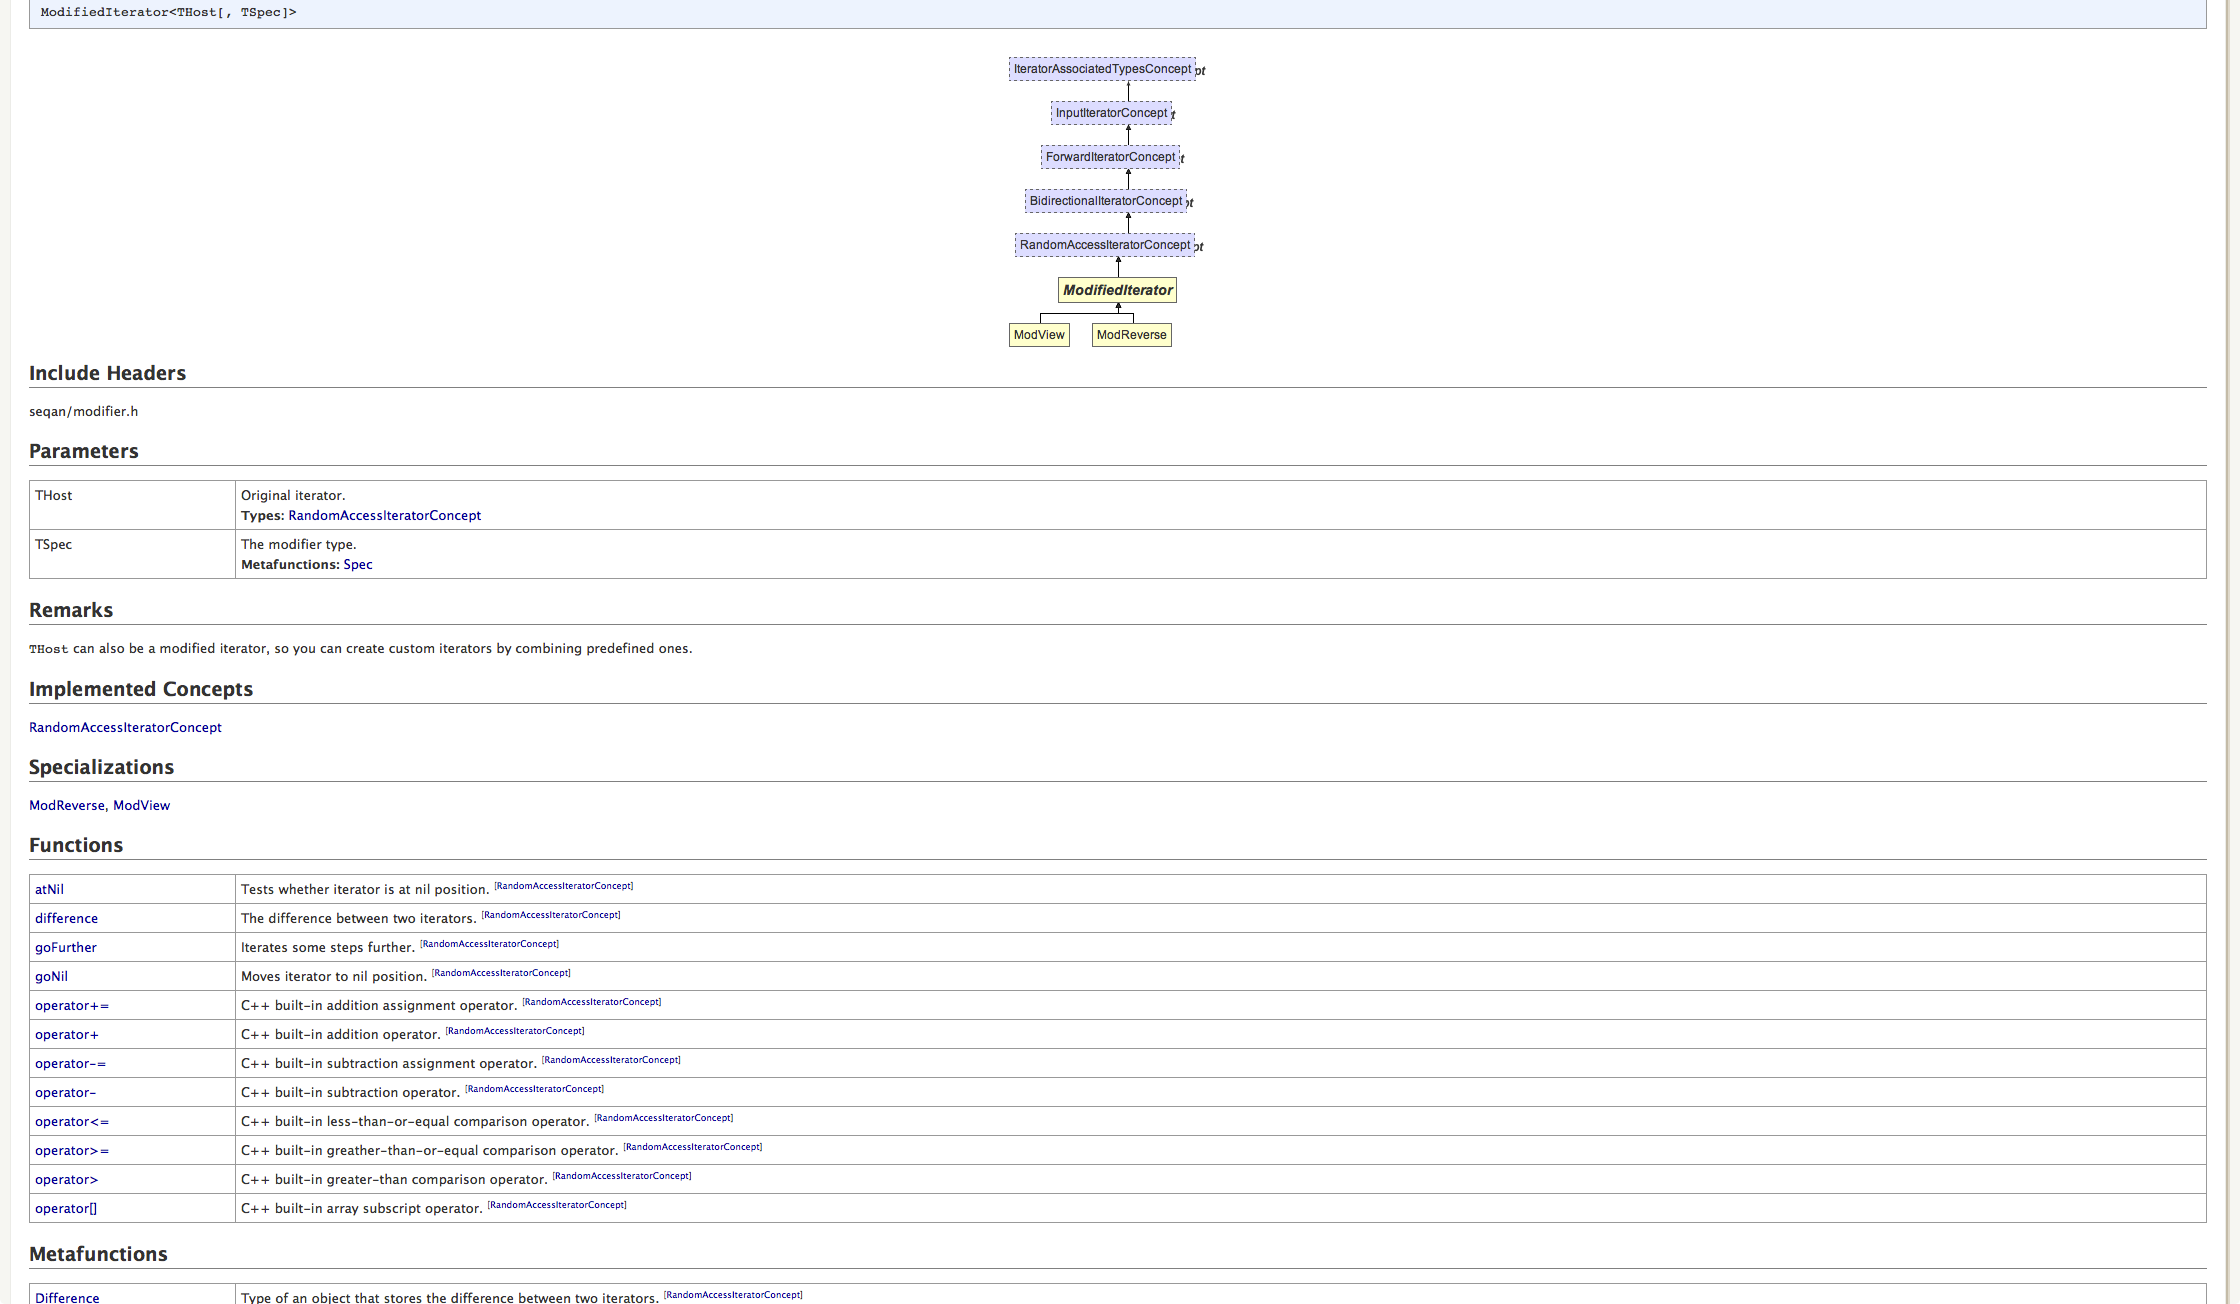 ModifiedIterator<THost[, TSpec]>
IteratorAssociatedTypesConcept pt
InputIteratorConcept t
ForwardIteratorConcept t
BidirectionalIteratorConcept pt
RandomAccessIteratorConcept pt
ModifiedIterator
ModView ModReverse
Include Headers
seqan/modifier.h
Parameters
THost Original iterator.
Types: RandomAccessIteratorConcept
TSpec The modifier type.
Metafunctions: Spec
Remarks
THost can also be a modified iterator, so you can create custom iterators by combining predefined ones.
Implemented Concepts
RandomAccessIteratorConcept
Specializations
ModReverse, ModView
Functions
atNil Tests whether iterator is at nil position. [RandomAccessIteratorConcept]
difference The difference between two iterators. [RandomAccessIteratorConcept]
goFurther Iterates some steps further. [RandomAccessIteratorConcept]
goNil Moves iterator to nil position. [RandomAccessIteratorConcept]
operator+= C++ built-in addition assignment operator. [RandomAccessIteratorConcept]
operator+ C++ built-in addition operator. [RandomAccessIteratorConcept]
operator-= C++ built-in subtraction assignment operator. [RandomAccessIteratorConcept]
operator- C++ built-in subtraction operator. [RandomAccessIteratorConcept]
operator<= C++ built-in less-than-or-equal comparison operator. [RandomAccessIteratorConcept]
operator>= C++ built-in greather-than-or-equal comparison operator. [RandomAccessIteratorConcept]
operator> C++ built-in greater-than comparison operator. [RandomAccessIteratorConcept]
operator[] C++ built-in array subscript operator. [RandomAccessIteratorConcept]
Metafunctions
Difference Type of an object that stores the difference between two iterators. [RandomAccessIteratorConcept]